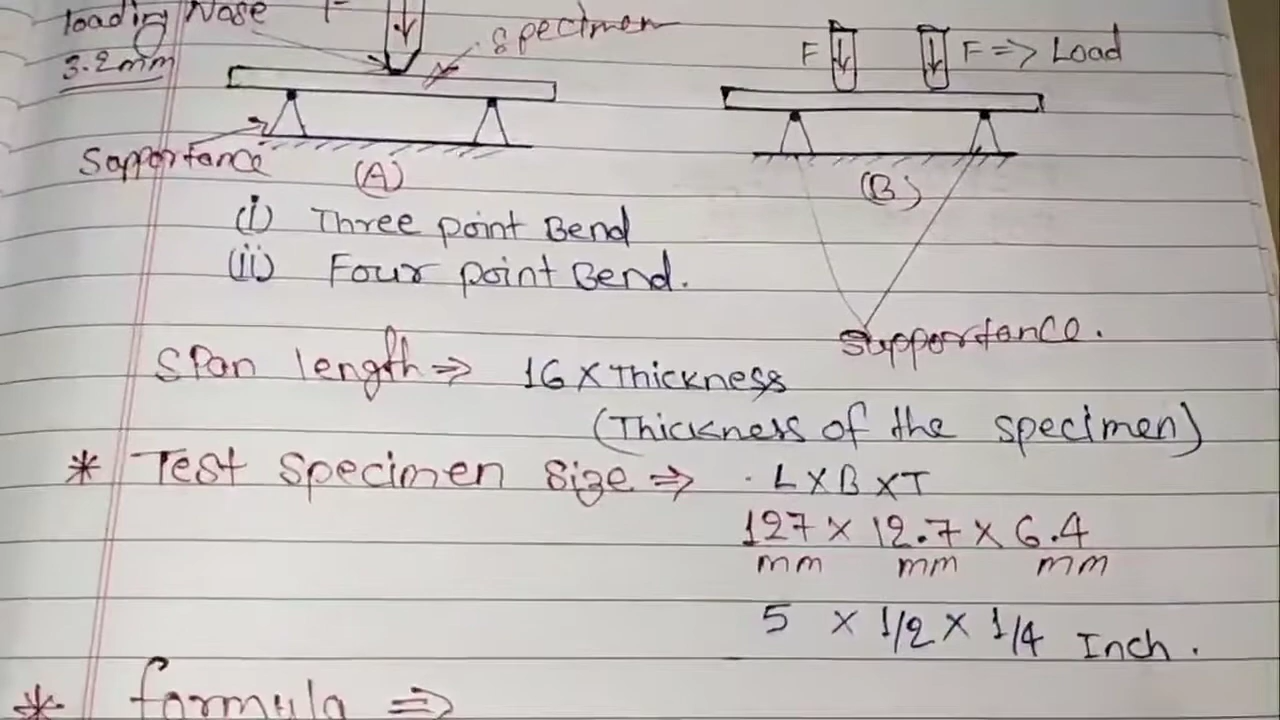 loading Nose F
specimen
3.2mm
F F => Load
Sopportance
(A)
(B)
(i) Three point Bend
(ii) Four point Bend.
Supportance.
Span length => 16 X Thickness
(Thickness of the specimen)
* Test specimen size => . L X B X T
127 X 12.7 X 6.4
mm mm mm
5 X 1/2 X 1/4 Inch .
* formula =>